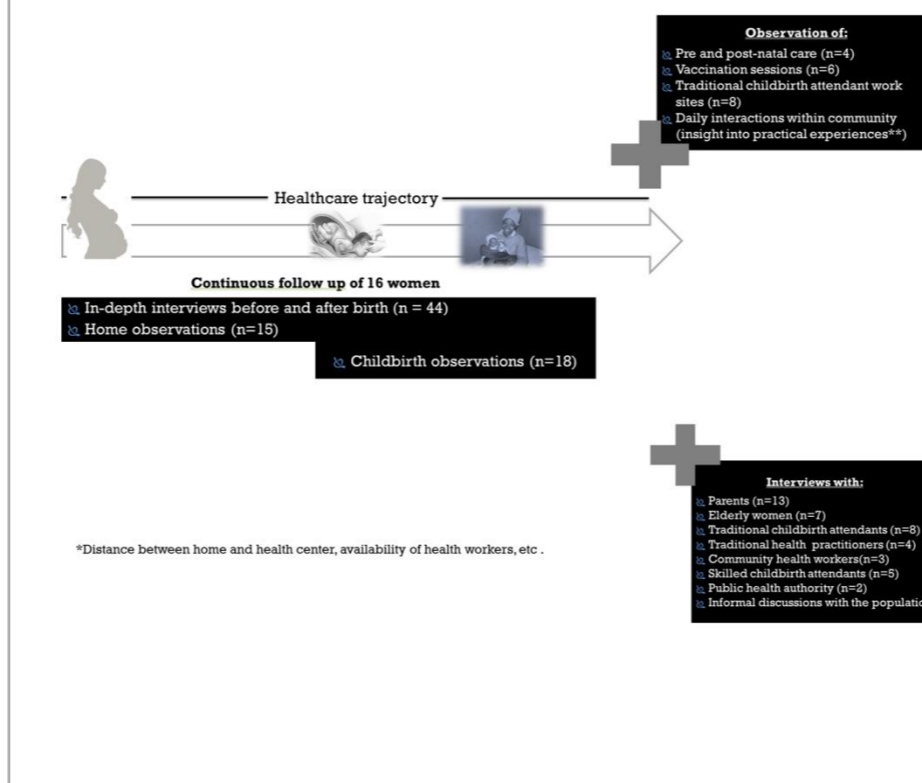 Observation of:
Pre and post-natal care (n=4)
Vaccination sessions (n=6)
Traditional childbirth attendant work
sites (n=8)
Daily interactions within community
(insight into practical experiences**)
Healthcare trajectory
Continuous follow up of 16 women
In-depth interviews before and after birth (n = 44)
Home observations (n=15)
Childbirth observations (n=18)
Interviews with:
Parents (n=13)
Elderly women (n=7)
Traditional childbirth attendants (n=8)
Traditional health practitioners (n=4)
Community health workers(n=3)
Skilled childbirth attendants (n=5)
Public health authority (n=2)
Informal discussions with the populatio
*Distance between home and health center, availability of health workers, etc .